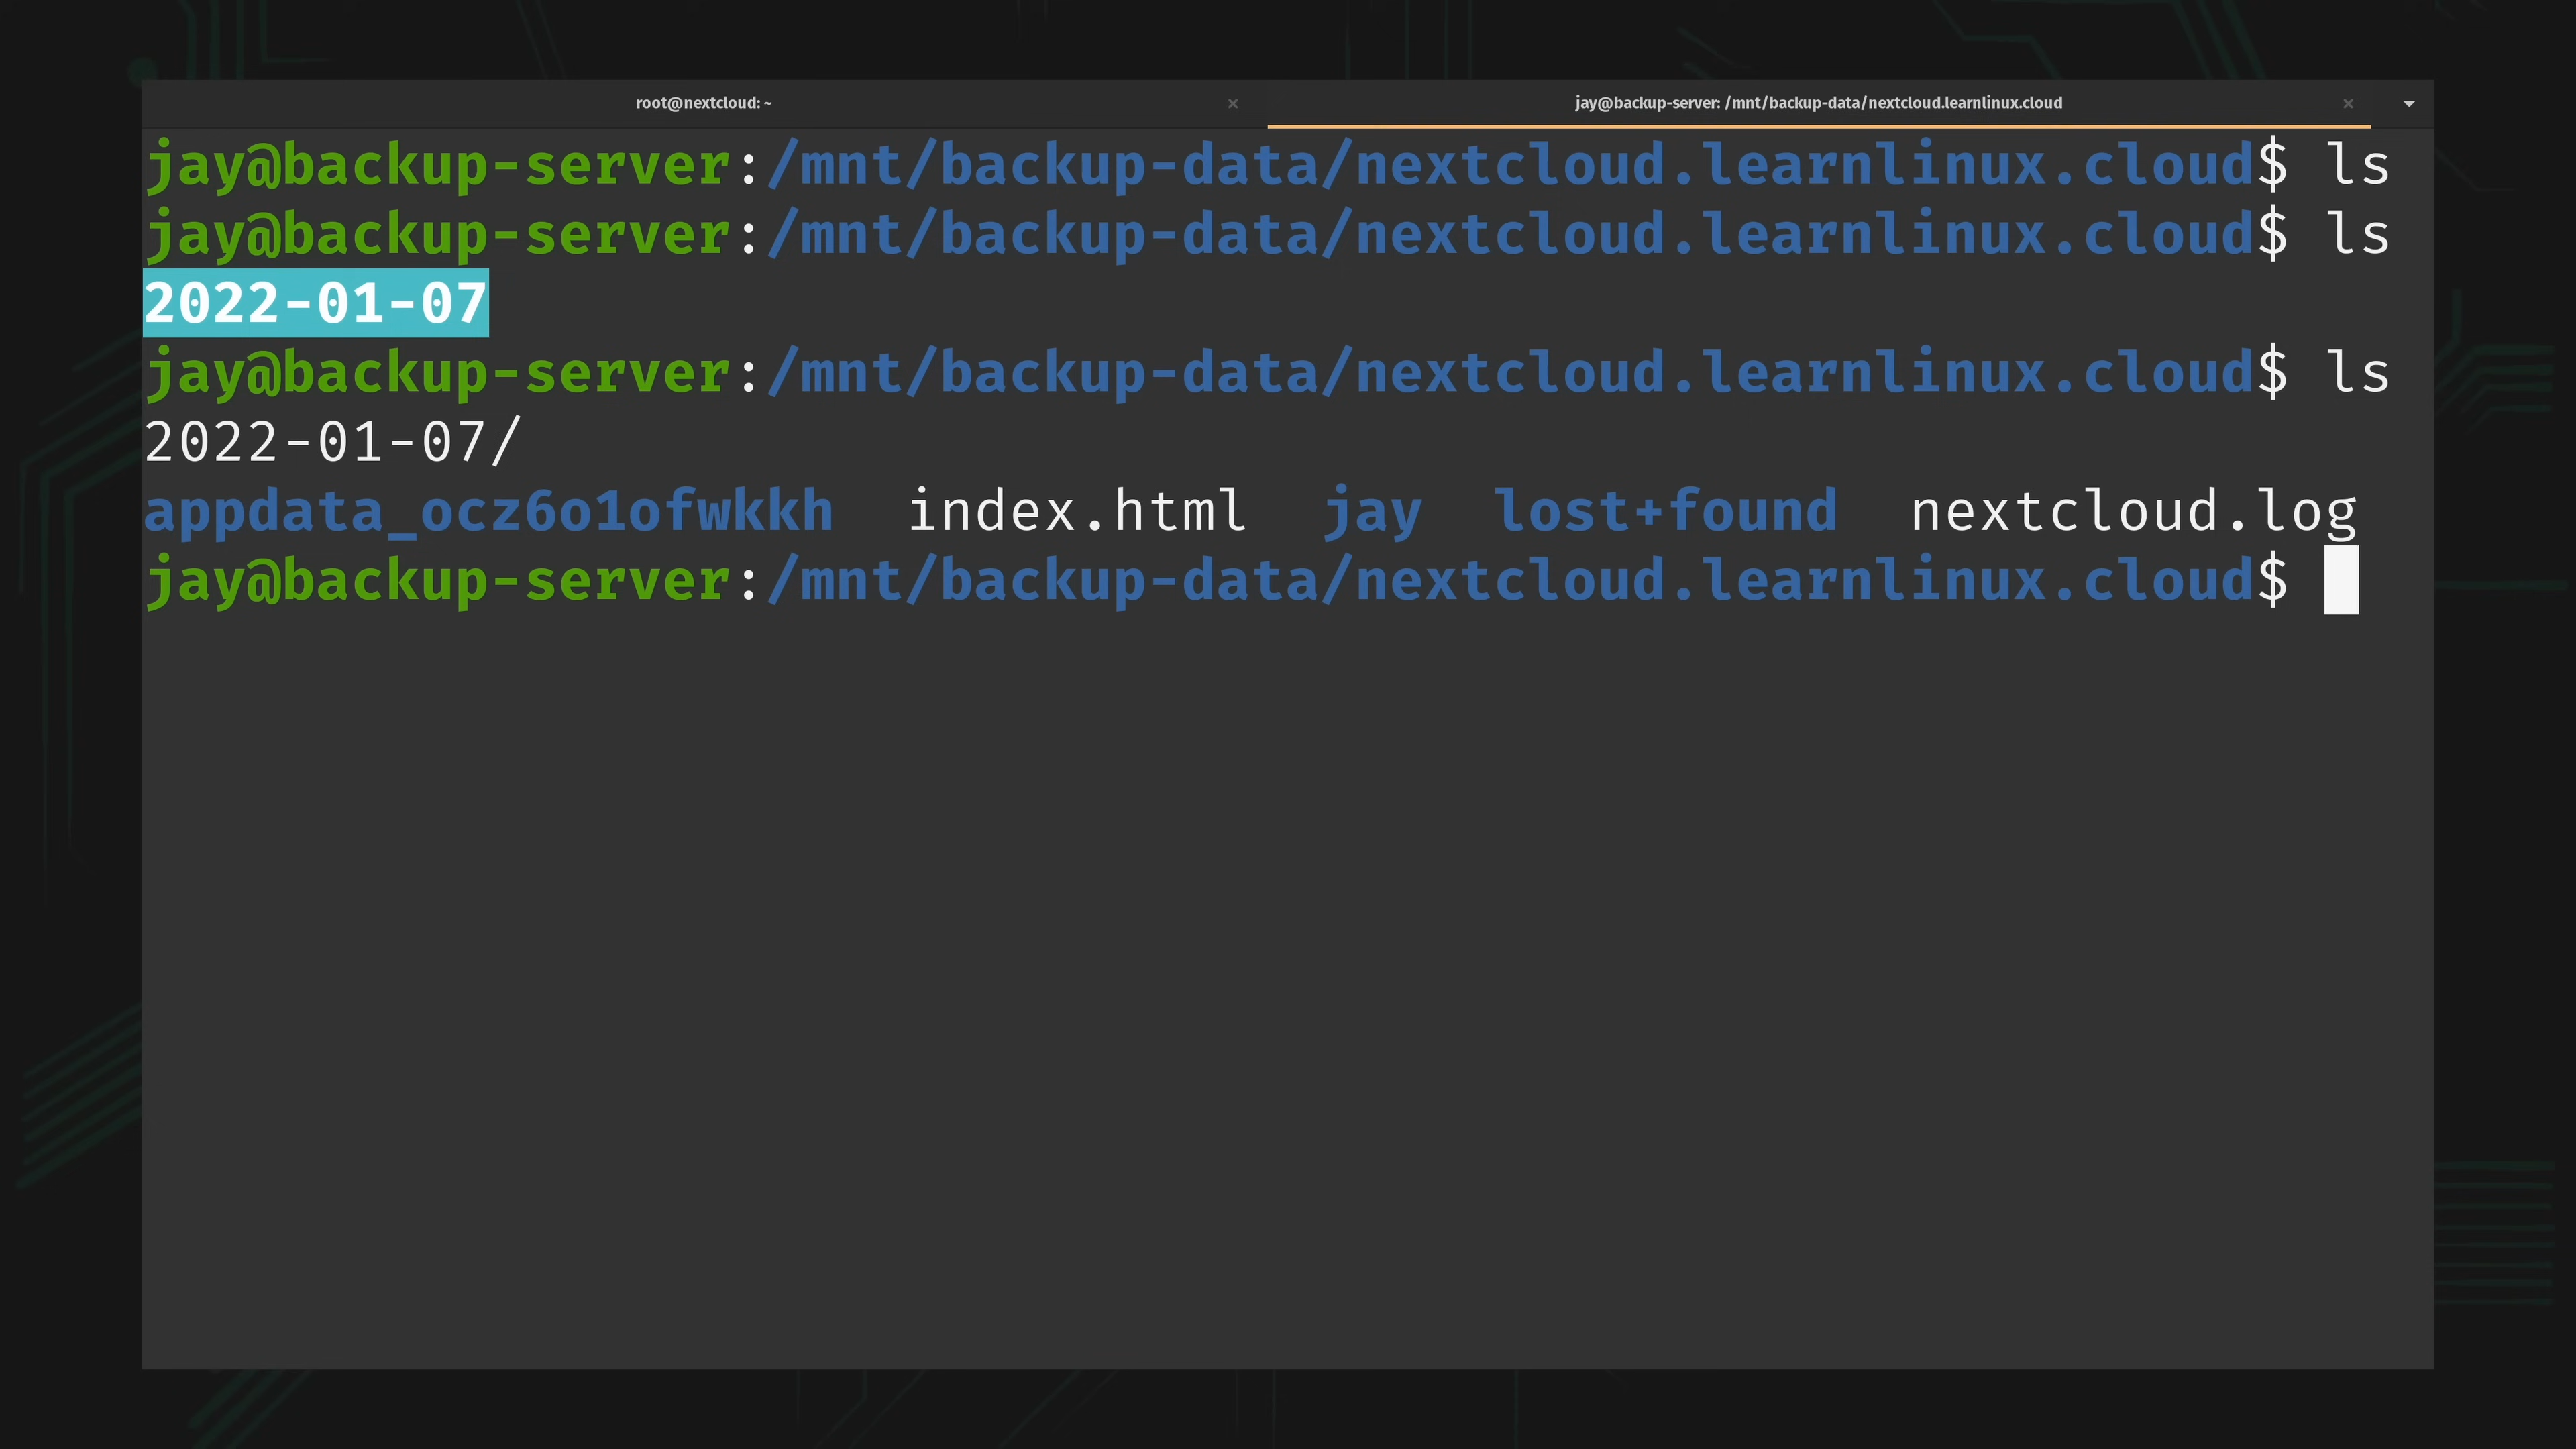 root@nextcloud: ~ × jay@backup-server: /mnt/backup-data/nextcloud.learnlinux.cloud ×
jay@backup-server:/mnt/backup-data/nextcloud.learnlinux.cloud$ ls
jay@backup-server:/mnt/backup-data/nextcloud.learnlinux.cloud$ ls
2022-01-07
jay@backup-server:/mnt/backup-data/nextcloud.learnlinux.cloud$ ls
2022-01-07/
appdata_ocz6o1ofwkkh index.html jay lost+found nextcloud.log
jay@backup-server:/mnt/backup-data/nextcloud.learnlinux.cloud$